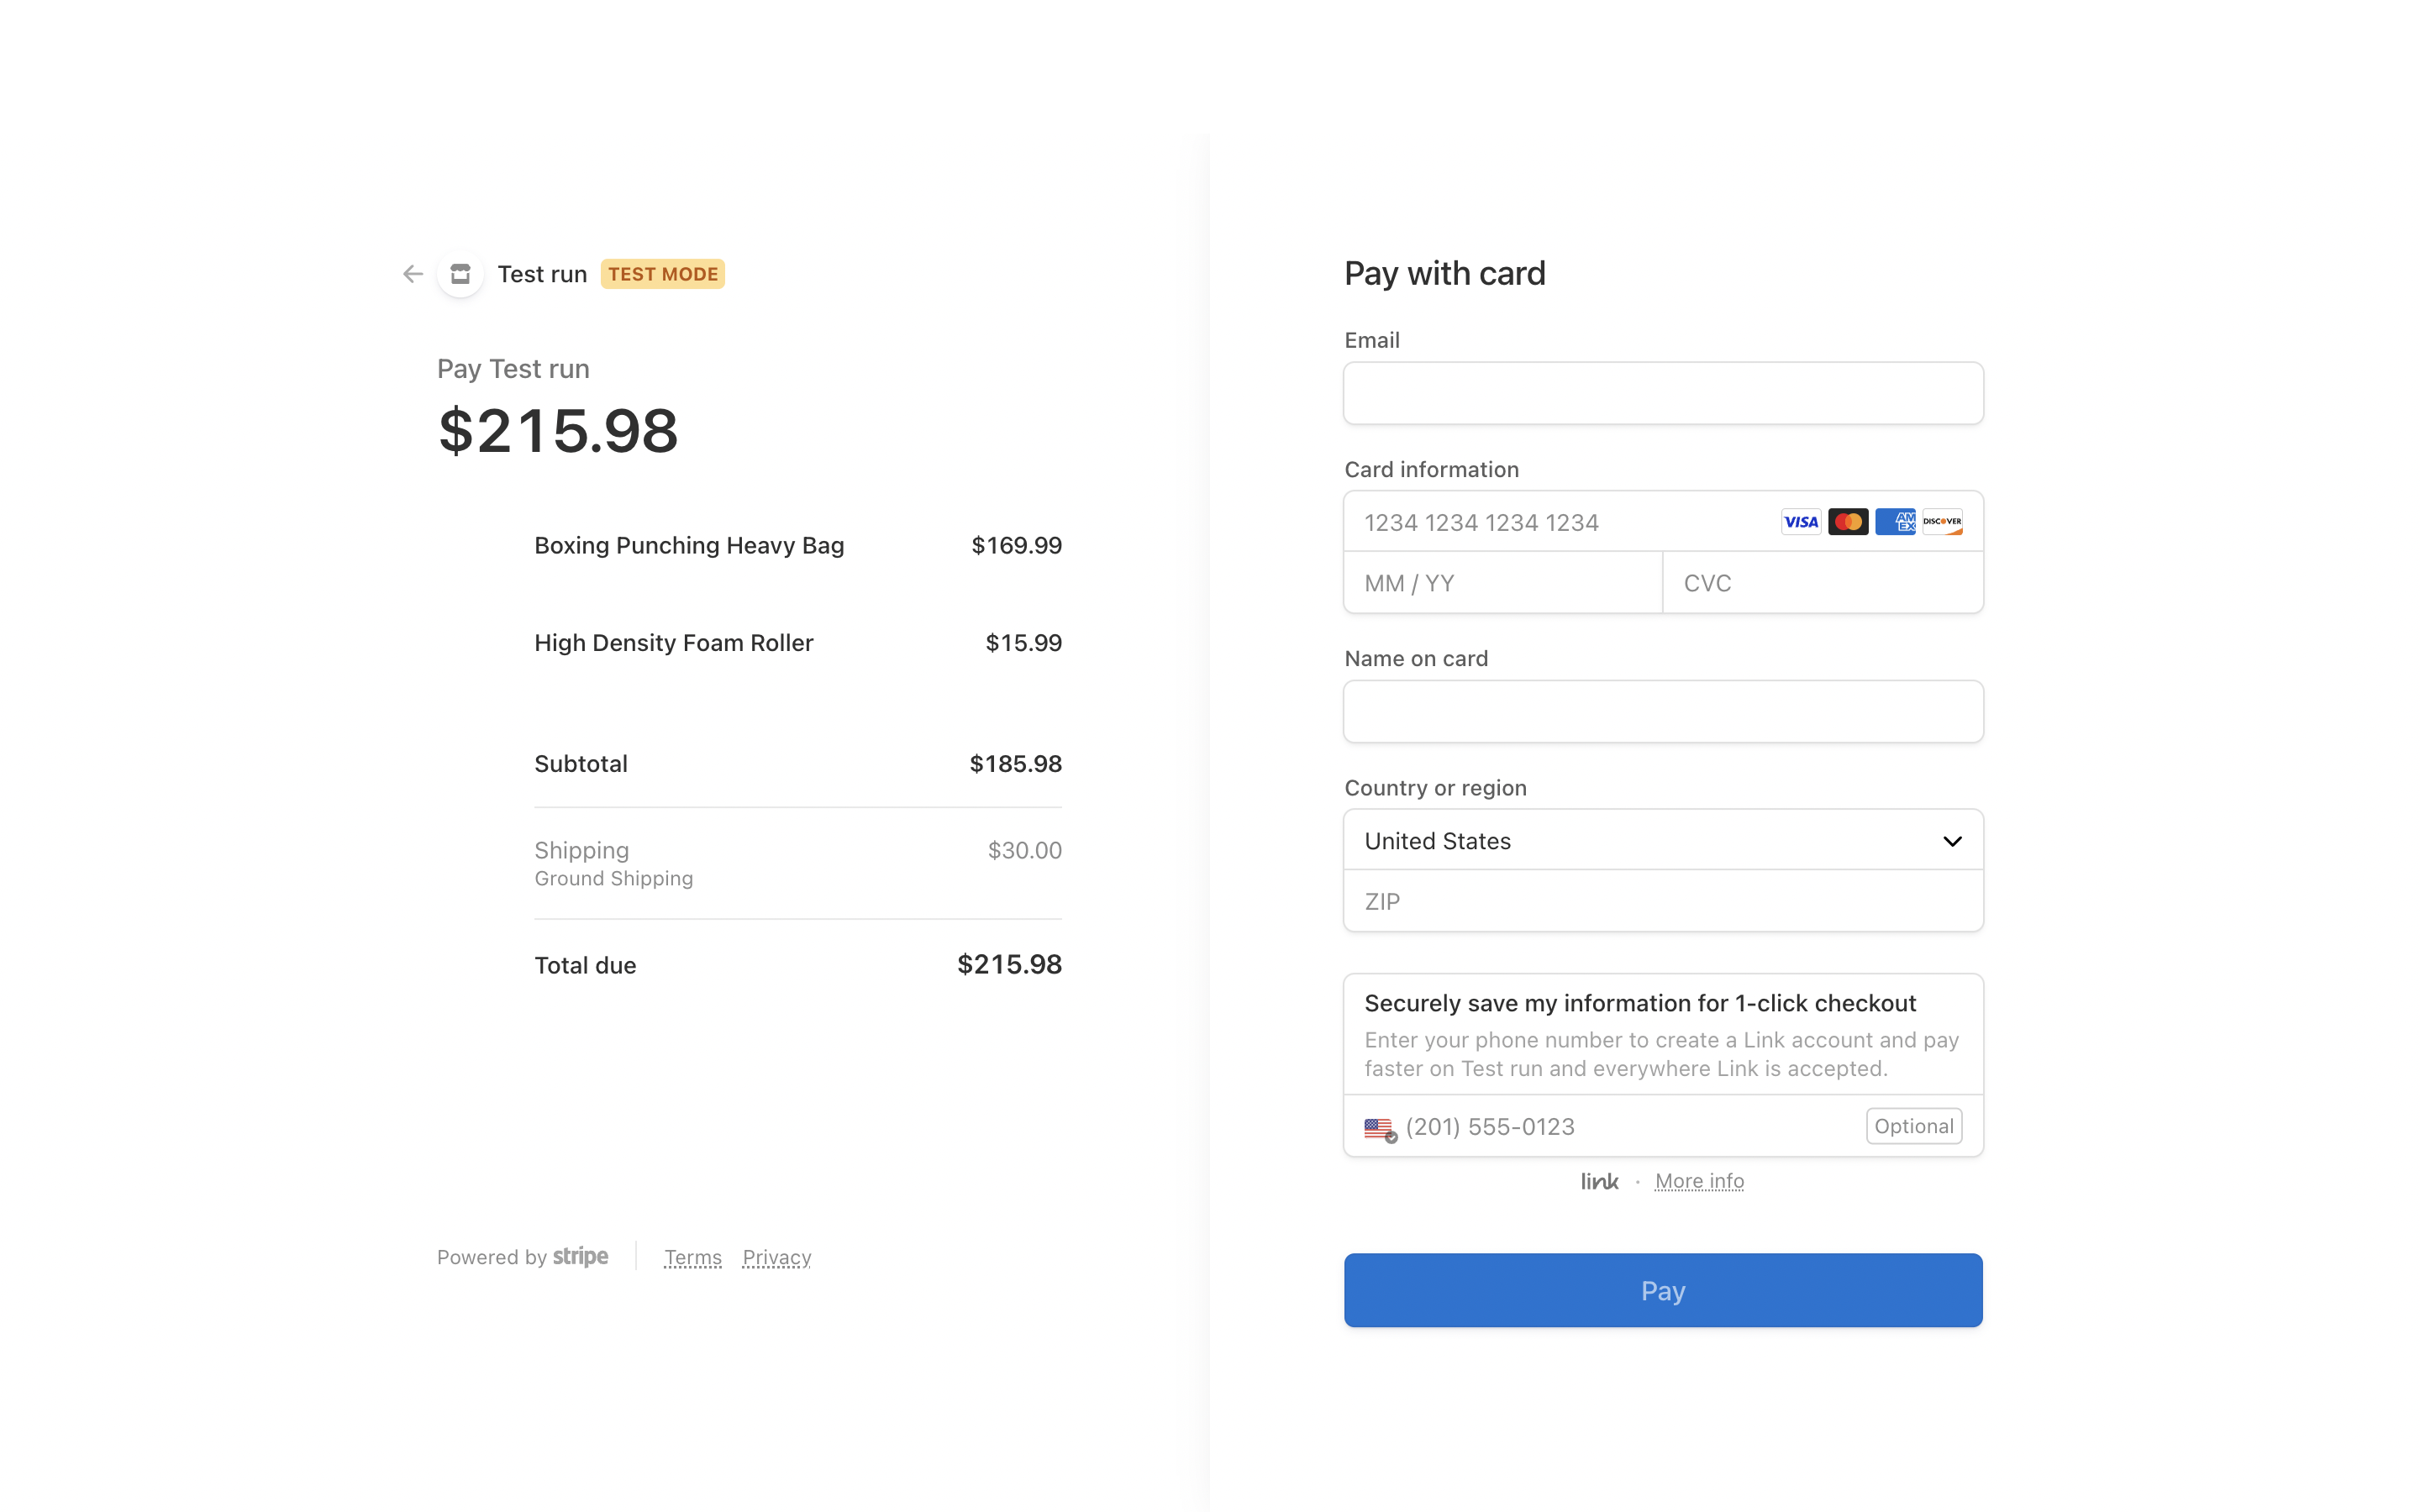 Test run TEST MODE
Pay Test run
$215.98
Boxing Punching Heavy Bag $169.99
High Density Foam Roller $15.99
Subtotal $185.98
Shipping $30.00
Ground Shipping
Total due $215.98
Powered by stripe Terms Privacy
Pay with card
Email
Card information
1234 1234 1234 1234 VISA AMEX DISCOVER
MM / YY CVC
Name on card
Country or region
United States
ZIP
Securely save my information for 1-click checkout
Enter your phone number to create a Link account and pay
faster on Test run and everywhere Link is accepted.
(201) 555-0123 Optional
link · More info
Pay